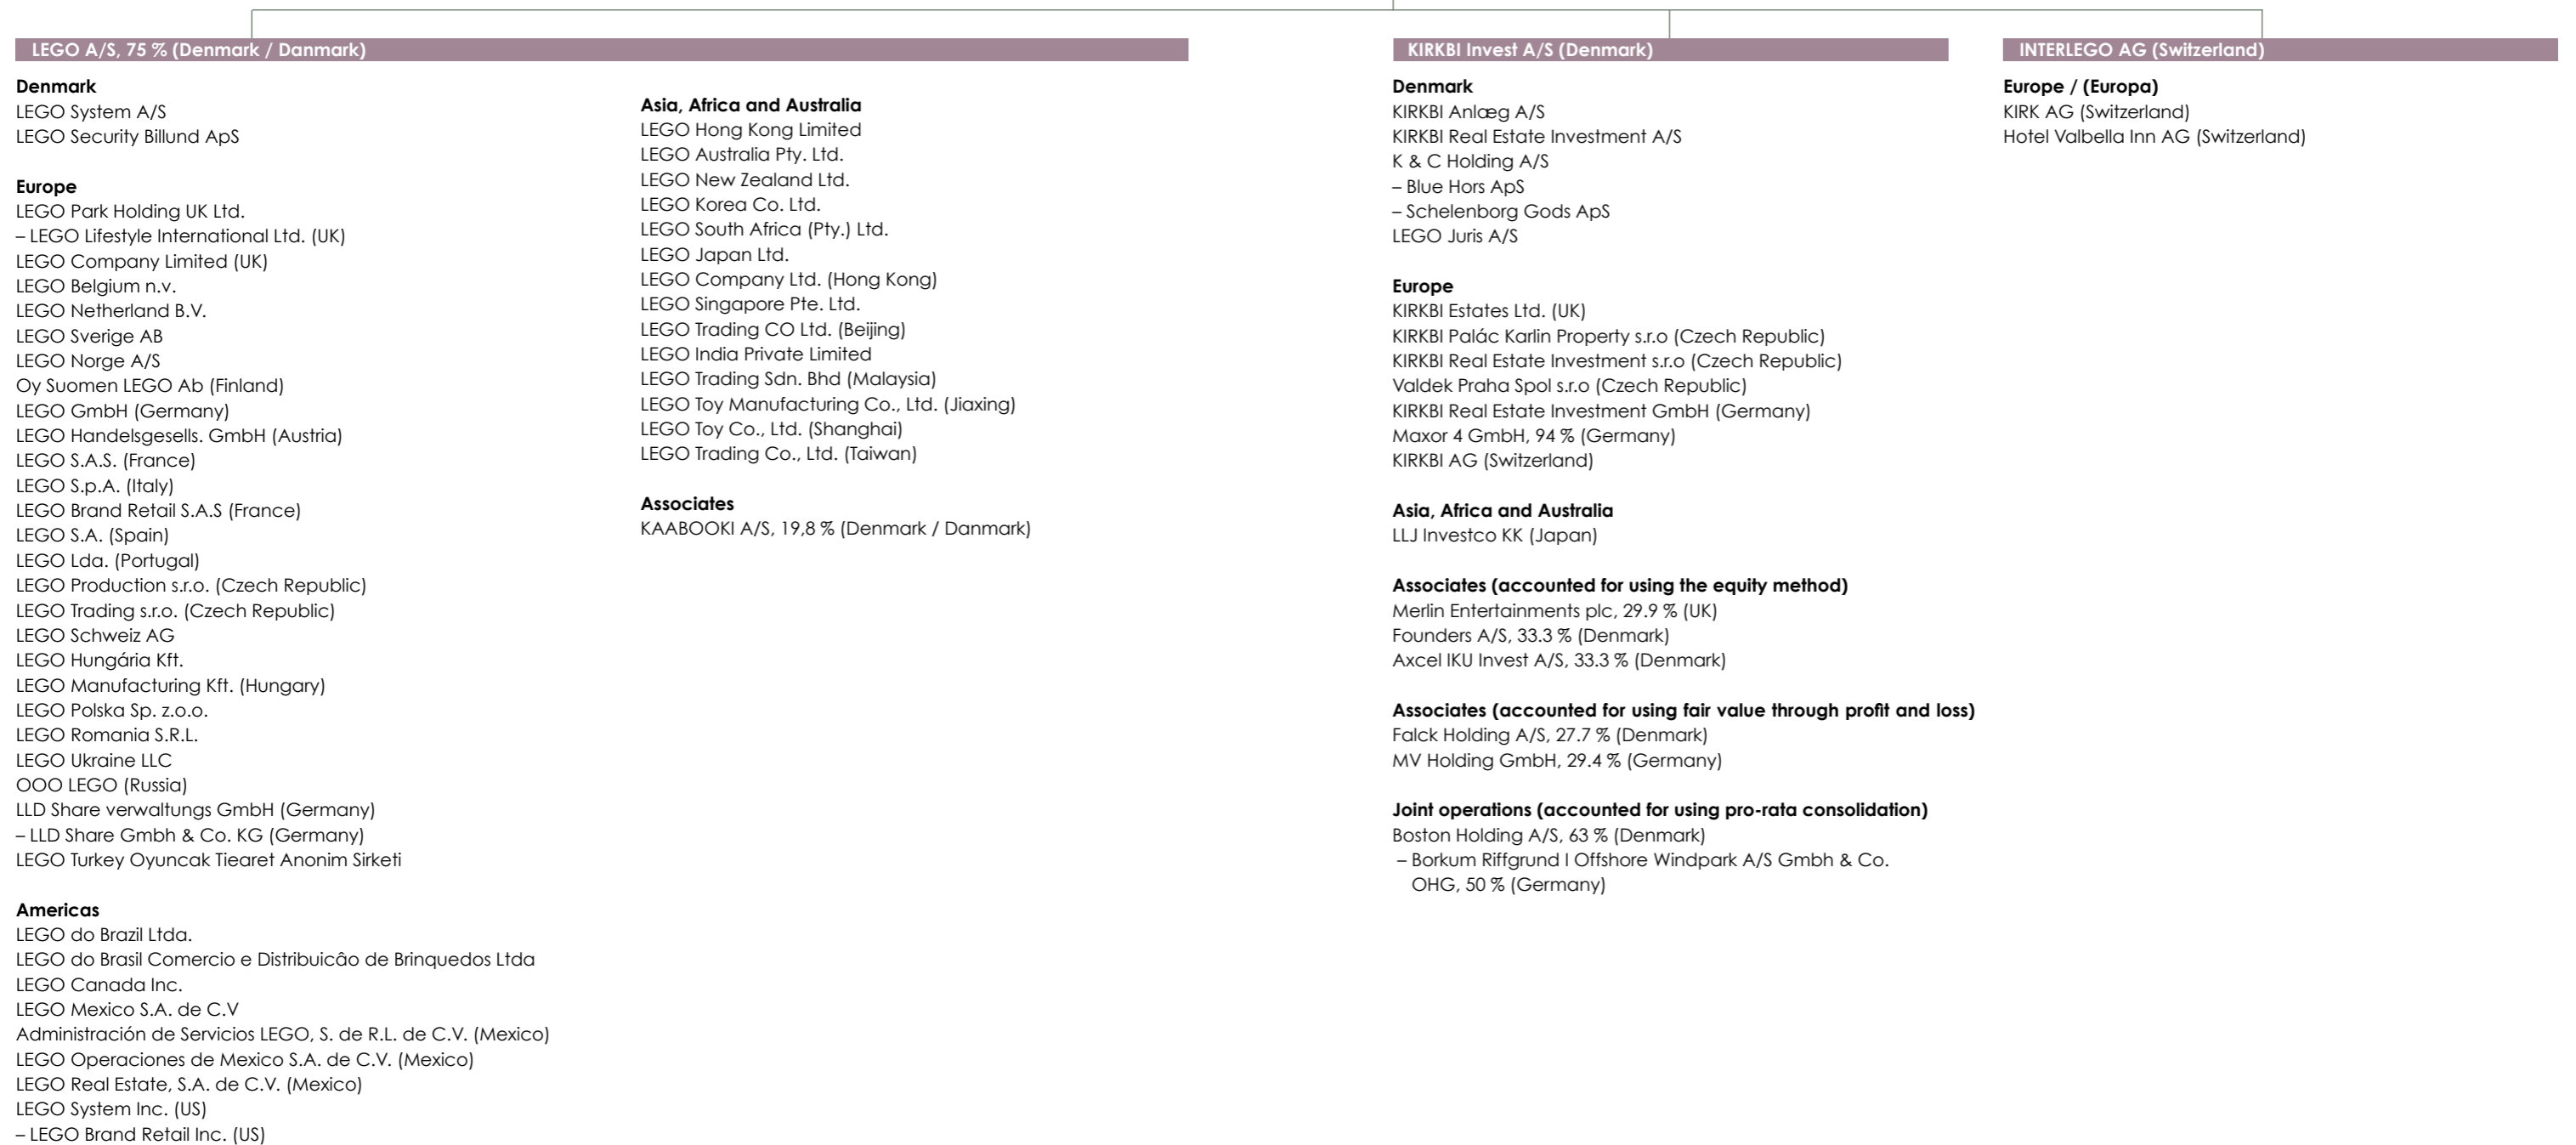 LEGO A/S, 75 % (Denmark / Danmark)
Denmark
LEGO System A/S
LEGO Security Billund ApS
Europe
LEGO Park Holding UK Ltd.
– LEGO Lifestyle International Ltd. (UK)
LEGO Company Limited (UK)
LEGO Belgium n.v.
LEGO Netherland B.V.
LEGO Sverige AB
LEGO Norge A/S
Oy Suomen LEGO Ab (Finland)
LEGO GmbH (Germany)
LEGO Handelsgesells. GmbH (Austria)
LEGO S.A.S. (France)
LEGO S.p.A. (Italy)
LEGO Brand Retail S.A.S (France)
LEGO S.A. (Spain)
LEGO Lda. (Portugal)
LEGO Production s.r.o. (Czech Republic)
LEGO Trading s.r.o. (Czech Republic)
LEGO Schweiz AG
LEGO Hungária Kft.
LEGO Manufacturing Kft. (Hungary)
LEGO Polska Sp. z.o.o.
LEGO Romania S.R.L.
LEGO Ukraine LLC
OOO LEGO (Russia)
LLD Share verwaltungs GmbH (Germany)
– LLD Share Gmbh & Co. KG (Germany)
LEGO Turkey Oyuncak Tiearet Anonim Sirketi
Americas
LEGO do Brazil Ltda.
LEGO do Brasil Comercio e Distribuicâo de Brinquedos Ltda
LEGO Canada Inc.
LEGO Mexico S.A. de C.V
Administración de Servicios LEGO, S. de R.L. de C.V. (Mexico)
LEGO Operaciones de Mexico S.A. de C.V. (Mexico)
LEGO Real Estate, S.A. de C.V. (Mexico)
LEGO System Inc. (US)
– LEGO Brand Retail Inc. (US)
Asia, Africa and Australia
LEGO Hong Kong Limited
LEGO Australia Pty. Ltd.
LEGO New Zealand Ltd.
LEGO Korea Co. Ltd.
LEGO South Africa (Pty.) Ltd.
LEGO Japan Ltd.
LEGO Company Ltd. (Hong Kong)
LEGO Singapore Pte. Ltd.
LEGO Trading CO Ltd. (Beijing)
LEGO India Private Limited
LEGO Trading Sdn. Bhd (Malaysia)
LEGO Toy Manufacturing Co., Ltd. (Jiaxing)
LEGO Toy Co., Ltd. (Shanghai)
LEGO Trading Co., Ltd. (Taiwan)
Associates
KAABOOKI A/S, 19,8 % (Denmark / Danmark)
KIRKBI Invest A/S (Denmark)
Denmark
KIRKBI Anlæg A/S
KIRKBI Real Estate Investment A/S
K & C Holding A/S
– Blue Hors ApS
– Schelenborg Gods ApS
LEGO Juris A/S
Europe
KIRKBI Estates Ltd. (UK)
KIRKBI Palác Karlin Property s.r.o (Czech Republic)
KIRKBI Real Estate Investment s.r.o (Czech Republic)
Valdek Praha Spol s.r.o (Czech Republic)
KIRKBI Real Estate Investment GmbH (Germany)
Maxor 4 GmbH, 94 % (Germany)
KIRKBI AG (Switzerland)
Asia, Africa and Australia
LLJ Investco KK (Japan)
Associates (accounted for using the equity method)
Merlin Entertainments plc, 29.9 % (UK)
Founders A/S, 33.3 % (Denmark)
Axcel IKU Invest A/S, 33.3 % (Denmark)
Associates (accounted for using fair value through profit and loss)
Falck Holding A/S, 27.7 % (Denmark)
MV Holding GmbH, 29.4 % (Germany)
Joint operations (accounted for using pro-rata consolidation)
Boston Holding A/S, 63 % (Denmark)
– Borkum Riffgrund I Offshore Windpark A/S Gmbh & Co.
OHG, 50 % (Germany)
INTERLEGO AG (Switzerland)
Europe / (Europa)
KIRK AG (Switzerland)
Hotel Valbella Inn AG (Switzerland)